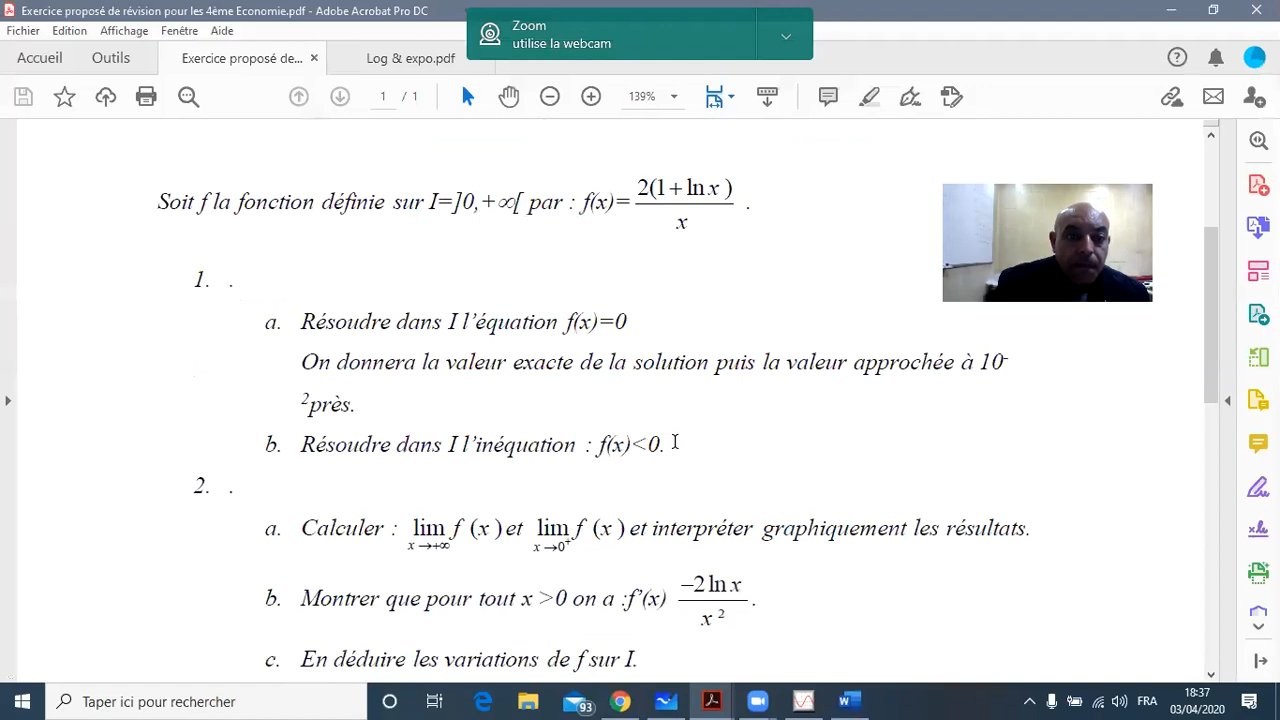 Exercice proposé de révision pour les 4ème Economie.pdf - Adobe Acrobat Pro DC
Zoom
utilise la webcam
Fichier Edition Affichage Fenêtre Aide
Accueil Outils Exercice proposé de... × Log & expo.pdf
1 / 1 139%
Soit f la fonction définie sur I=]0,+∞[ par : f(x)= 2(1+ln x) / x .
1. .
a. Résoudre dans I l'équation f(x)=0
On donnera la valeur exacte de la solution puis la valeur approchée à 10⁻
²près.
b. Résoudre dans I l'inéquation : f(x)<0.
2. .
a. Calculer : lim x→+∞ f (x) et lim x→0⁺ f (x) et interpréter graphiquement les résultats.
b. Montrer que pour tout x >0 on a :f'(x) −2 ln x / x² .
c. En déduire les variations de f sur I.
Taper ici pour rechercher
93
FRA
18:37
03/04/2020